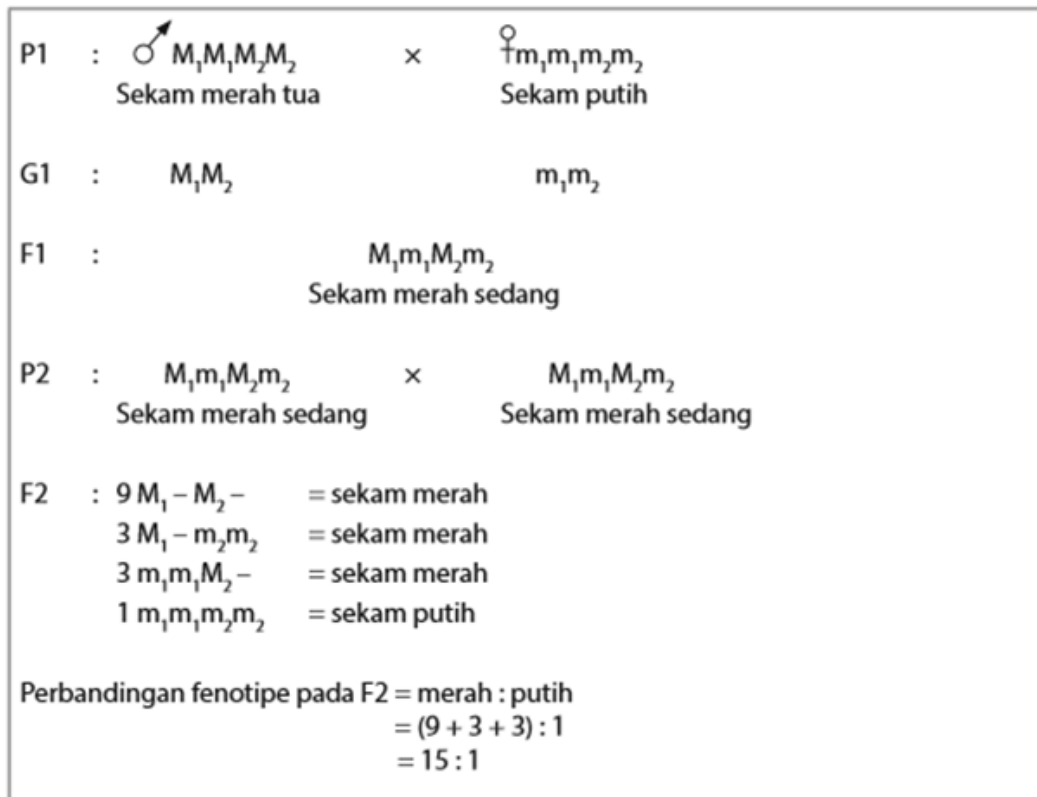 P1 : ♂ M₁M₁M₂M₂ × ♀ m₁m₁m₂m₂
Sekam merah tua Sekam putih
G1 : M₁M₂ m₁m₂
F1 : M₁m₁M₂m₂
Sekam merah sedang
P2 : M₁m₁M₂m₂ × M₁m₁M₂m₂
Sekam merah sedang Sekam merah sedang
F2 : 9 M₁ – M₂ – = sekam merah
3 M₁ – m₂m₂ = sekam merah
3 m₁m₁M₂ – = sekam merah
1 m₁m₁m₂m₂ = sekam putih
Perbandingan fenotipe pada F2 = merah : putih
= (9 + 3 + 3) : 1
= 15 : 1